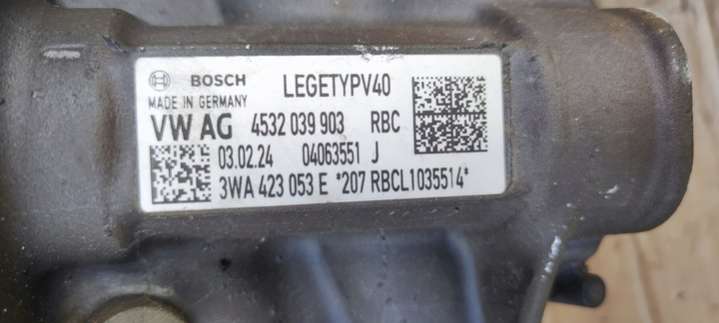 BOSCH LEGETYPV40
MADE IN GERMANY
VW AG 4532 039 903 RBC
03.02.24 04063551 J
3WA 423 053 E *207 RBCL1035514*